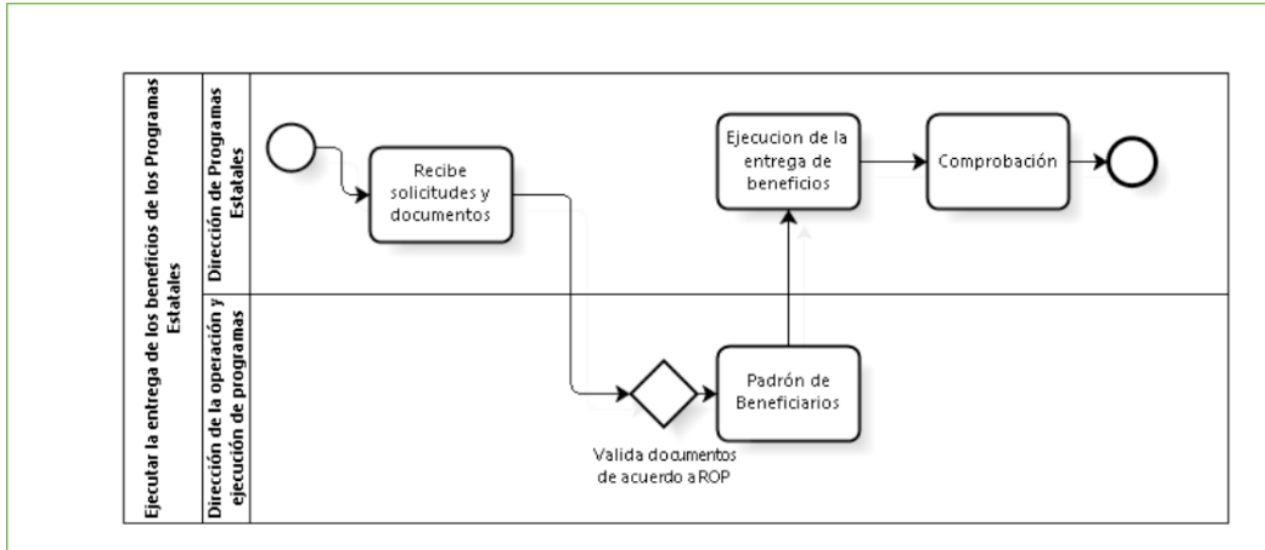 Ejecutar la entrega de los beneficios de los Programas
Estatales
Dirección de Programas
Estatales
Dirección de la operación y
ejecución de programas
Recibe
solicitudes y
documentos
Valida documentos
de acuerdo a ROP
Padrón de
Beneficiarios
Ejecucion de la
entrega de
beneficios
Comprobación